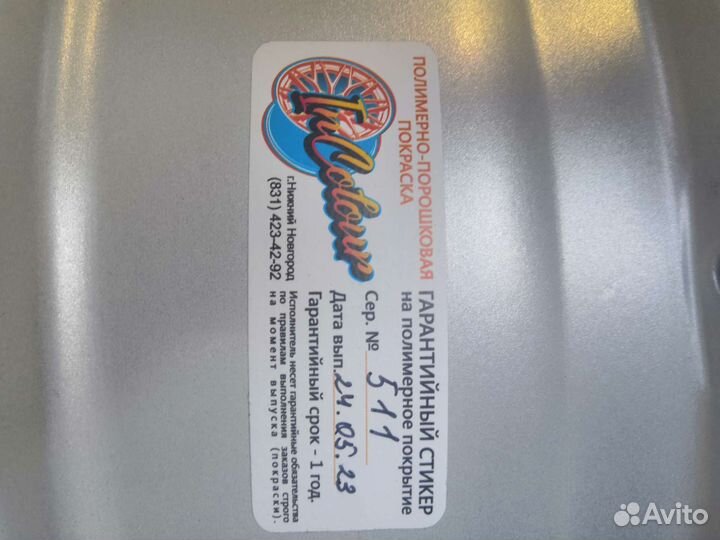 InColour
г.Нижний Новгород
(831) 423-42-92
ПОЛИМЕРНО-ПОРОШКОВАЯ
ПОКРАСКА
ГАРАНТИЙНЫЙ СТИКЕР
на полимерное покрытие
Сер. № 511
Дата вып. 24.05.23
Гарантийный срок - 1 год.
Исполнитель несет гарантийные обязательства
по правилам выполнения заказов строго
на момент выпуска (покраски).
Avito